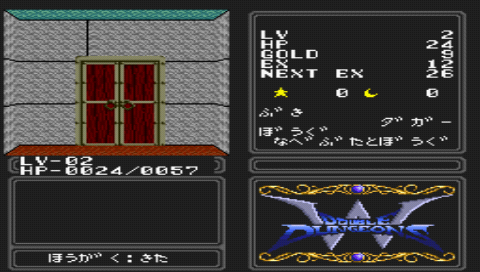 LV 2
HP 24
GOLD 9
EX 12
NEXT EX 26
0 0
ぶき
ダガー
ぼうぐ
なべぶたとぼうぐ
LV-02
HP-0024/0057
ほうがく:きた
W
DOUBLE
DUNGEONS